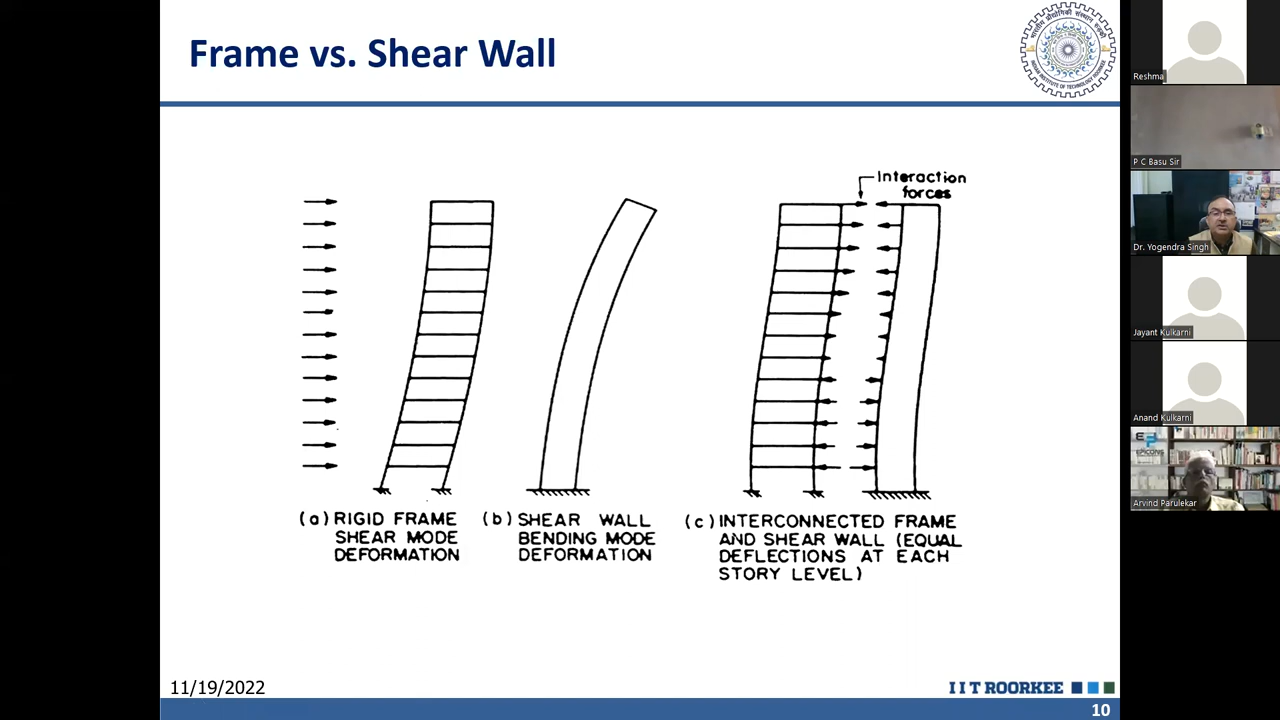 Frame vs. Shear Wall
Interaction
forces
(a) RIGID FRAME
SHEAR MODE
DEFORMATION
(b) SHEAR WALL
BENDING MODE
DEFORMATION
(c) INTERCONNECTED FRAME
AND SHEAR WALL (EQUAL
DEFLECTIONS AT EACH
STORY LEVEL)
11/19/2022
I I T ROORKEE
10
Reshma
P C Basu Sir
Dr. Yogendra Singh
Jayant Kulkarni
Anand Kulkarni
Arvind Parulekar